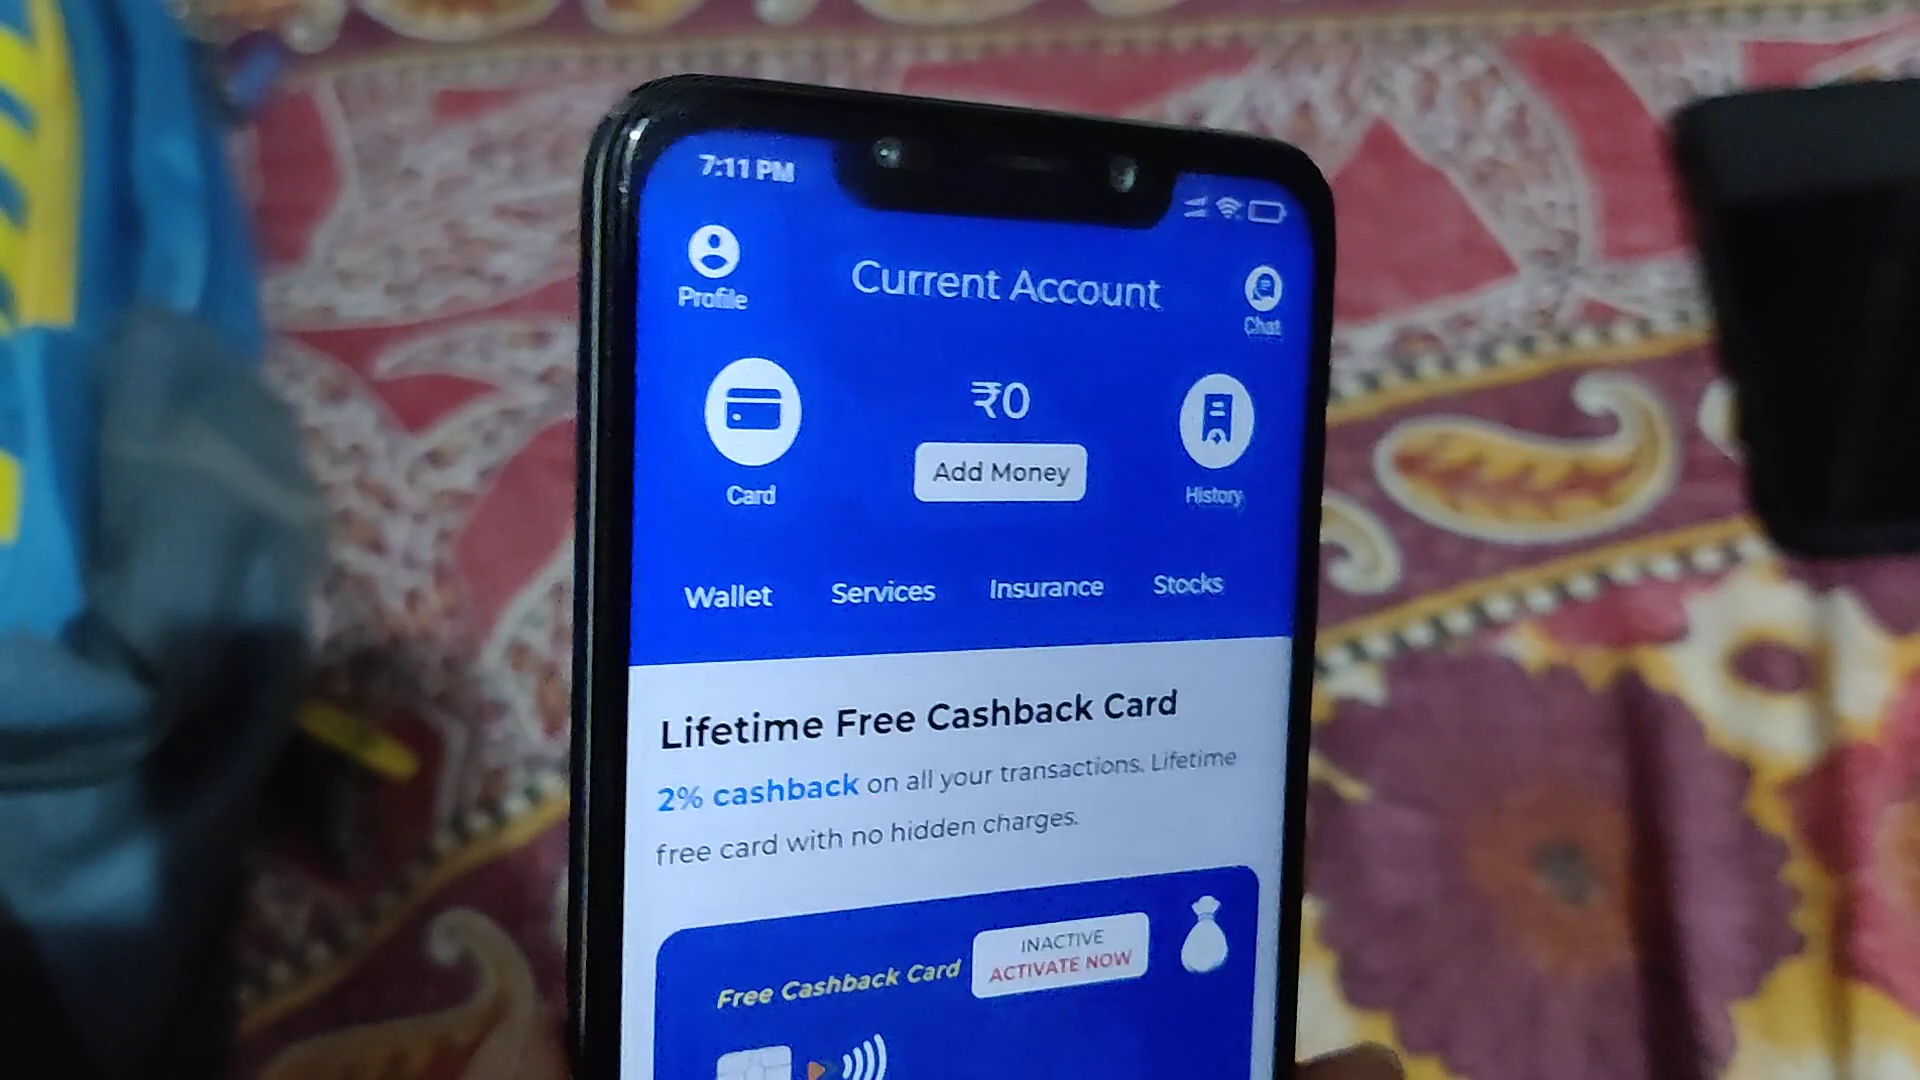 7:11 PM
Profile
Current Account
Chat
₹0
Add Money
Card
History
Wallet Services Insurance Stocks
Lifetime Free Cashback Card
2% cashback on all your transactions. Lifetime
free card with no hidden charges.
INACTIVE
Free Cashback Card ACTIVATE NOW